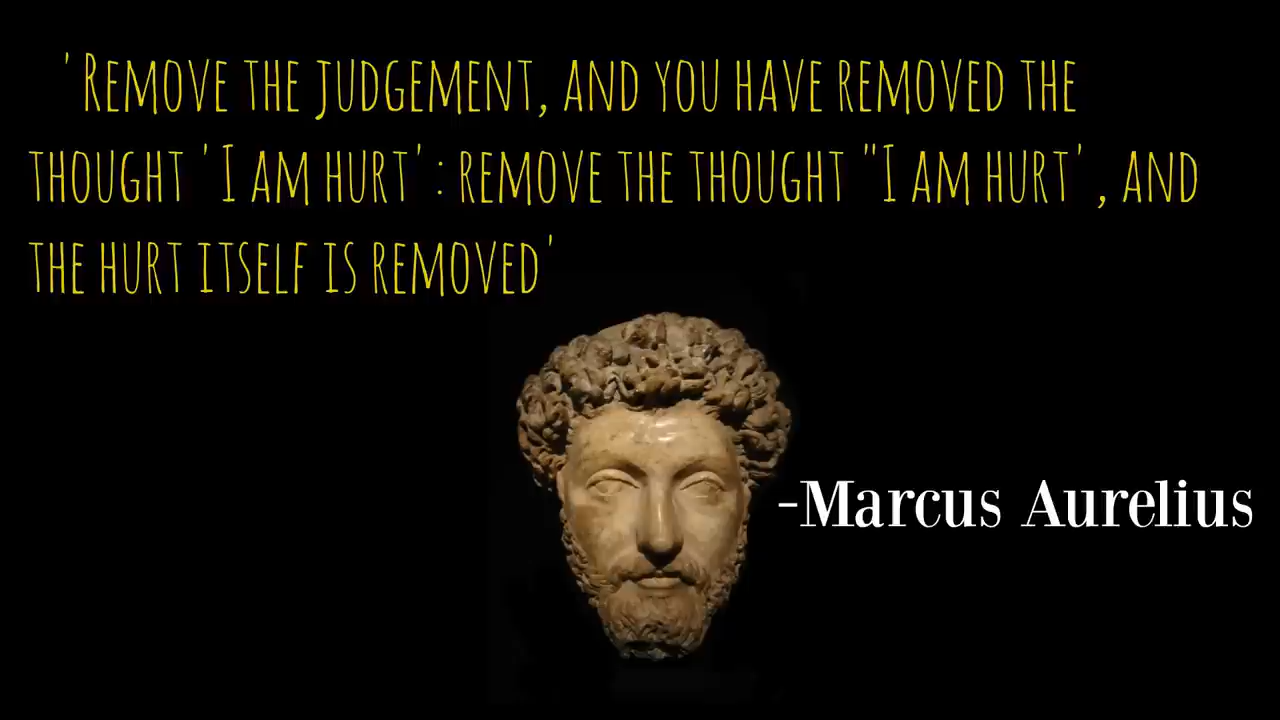 'Remove the judgement, and you have removed the
thought 'I am hurt': remove the thought "I am hurt', and
the hurt itself is removed'
-Marcus Aurelius